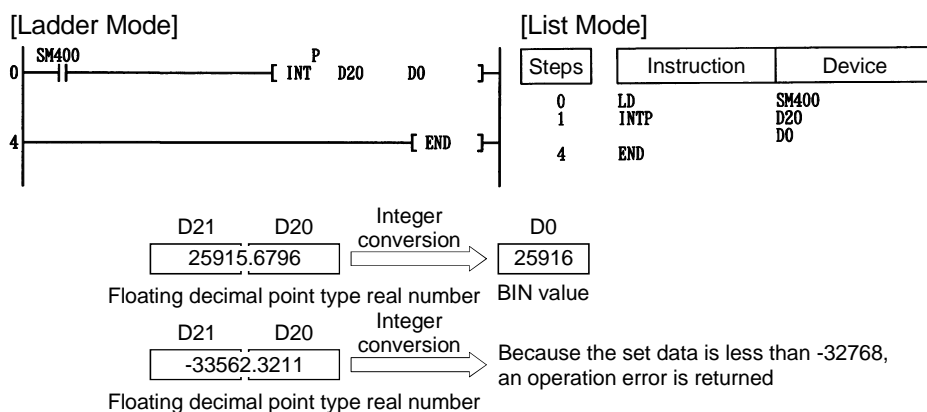 [Ladder Mode] [List Mode]
SM400 P
0 [ INT D20 D0 ] Steps Instruction Device
0 LD SM400
1 INTP D20
D0
4 [ END ] 4 END
D21 D20 Integer conversion D0
25915.6796 25916
Floating decimal point type real number BIN value
D21 D20 Integer conversion
-33562.3211 Because the set data is less than -32768,
an operation error is returned
Floating decimal point type real number